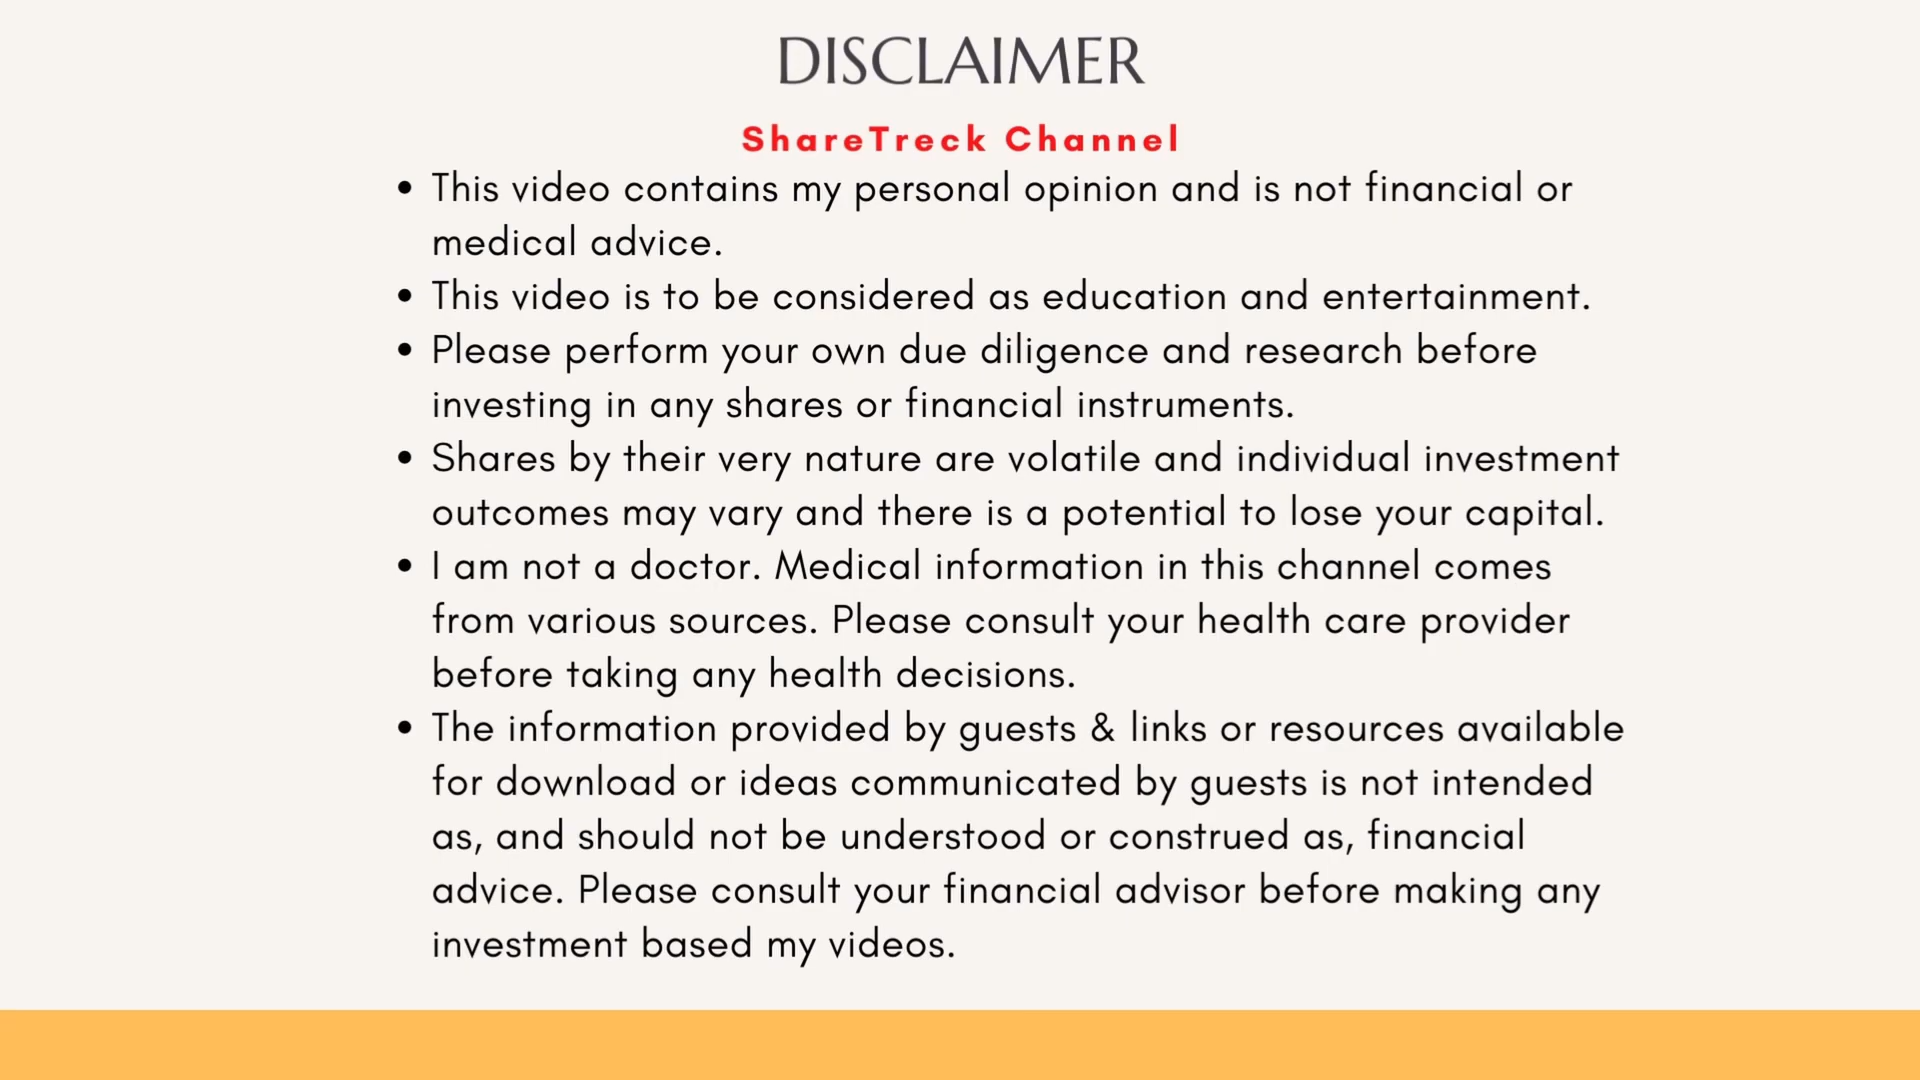 DISCLAIMER
ShareTreck Channel
• This video contains my personal opinion and is not financial or
medical advice.
• This video is to be considered as education and entertainment.
• Please perform your own due diligence and research before
investing in any shares or financial instruments.
• Shares by their very nature are volatile and individual investment
outcomes may vary and there is a potential to lose your capital.
• I am not a doctor. Medical information in this channel comes
from various sources. Please consult your health care provider
before taking any health decisions.
• The information provided by guests & links or resources available
for download or ideas communicated by guests is not intended
as, and should not be understood or construed as, financial
advice. Please consult your financial advisor before making any
investment based my videos.